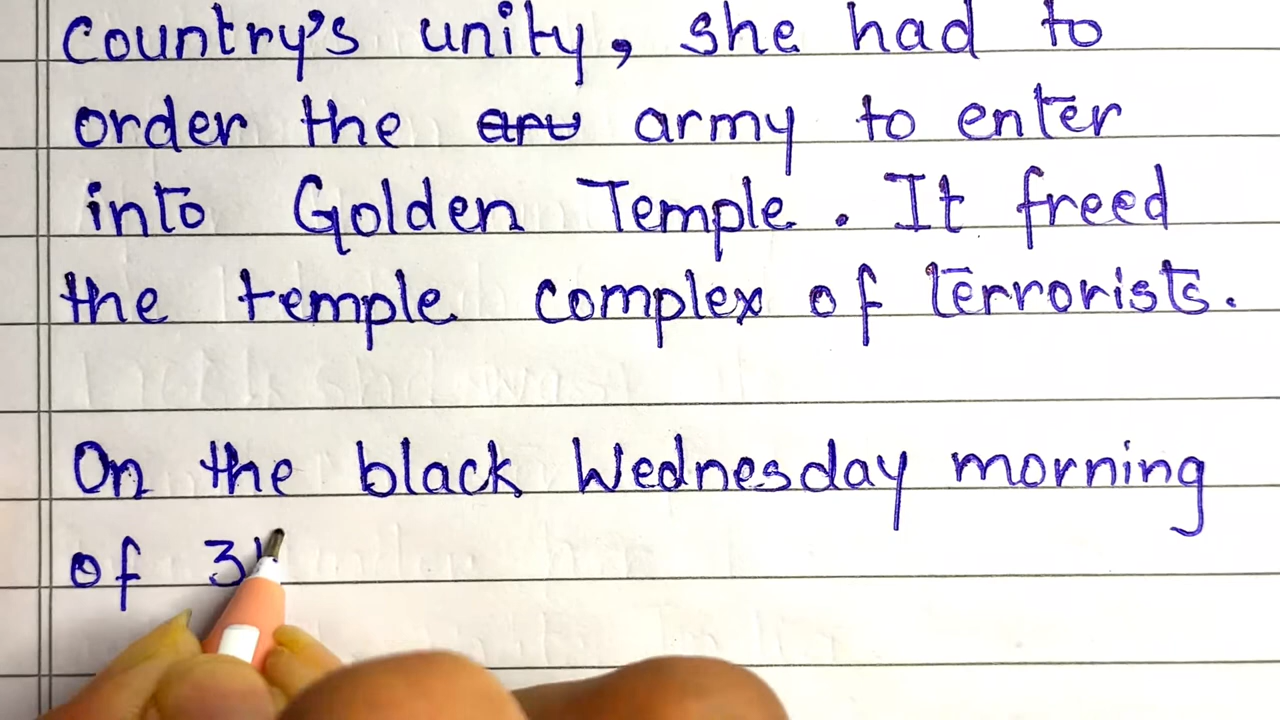 country's unity, she had to
order the army to enter
into Golden Temple. It freed
the temple complex of terrorists.
On the black Wednesday morning
of 31